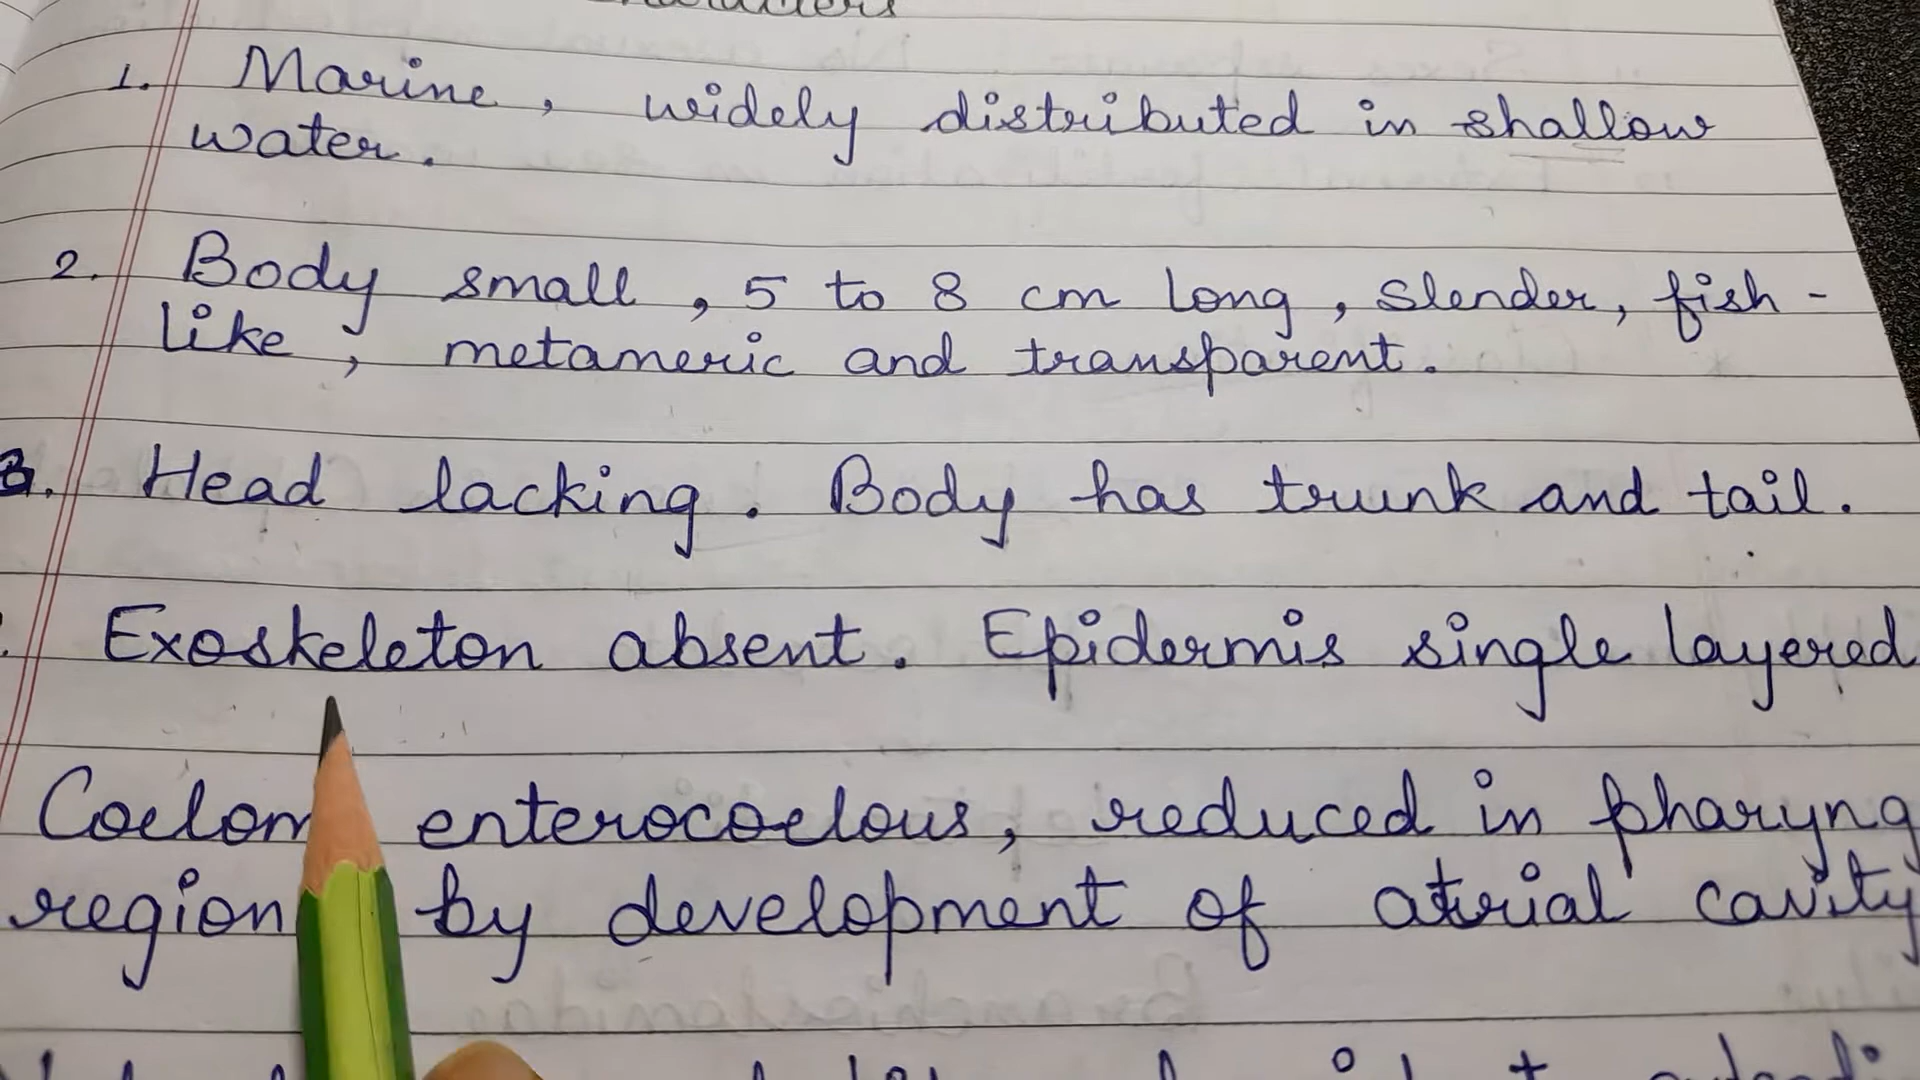 characters
1. Marine, widely distributed in shallow
water.
2. Body small, 5 to 8 cm long, slender, fish-
like, metameric and transparent.
3. Head lacking. Body has trunk and tail.
Exoskeleton absent. Epidermis single layered
Coelom enterocoelous, reduced in pharyng
region by development of atrial cavity